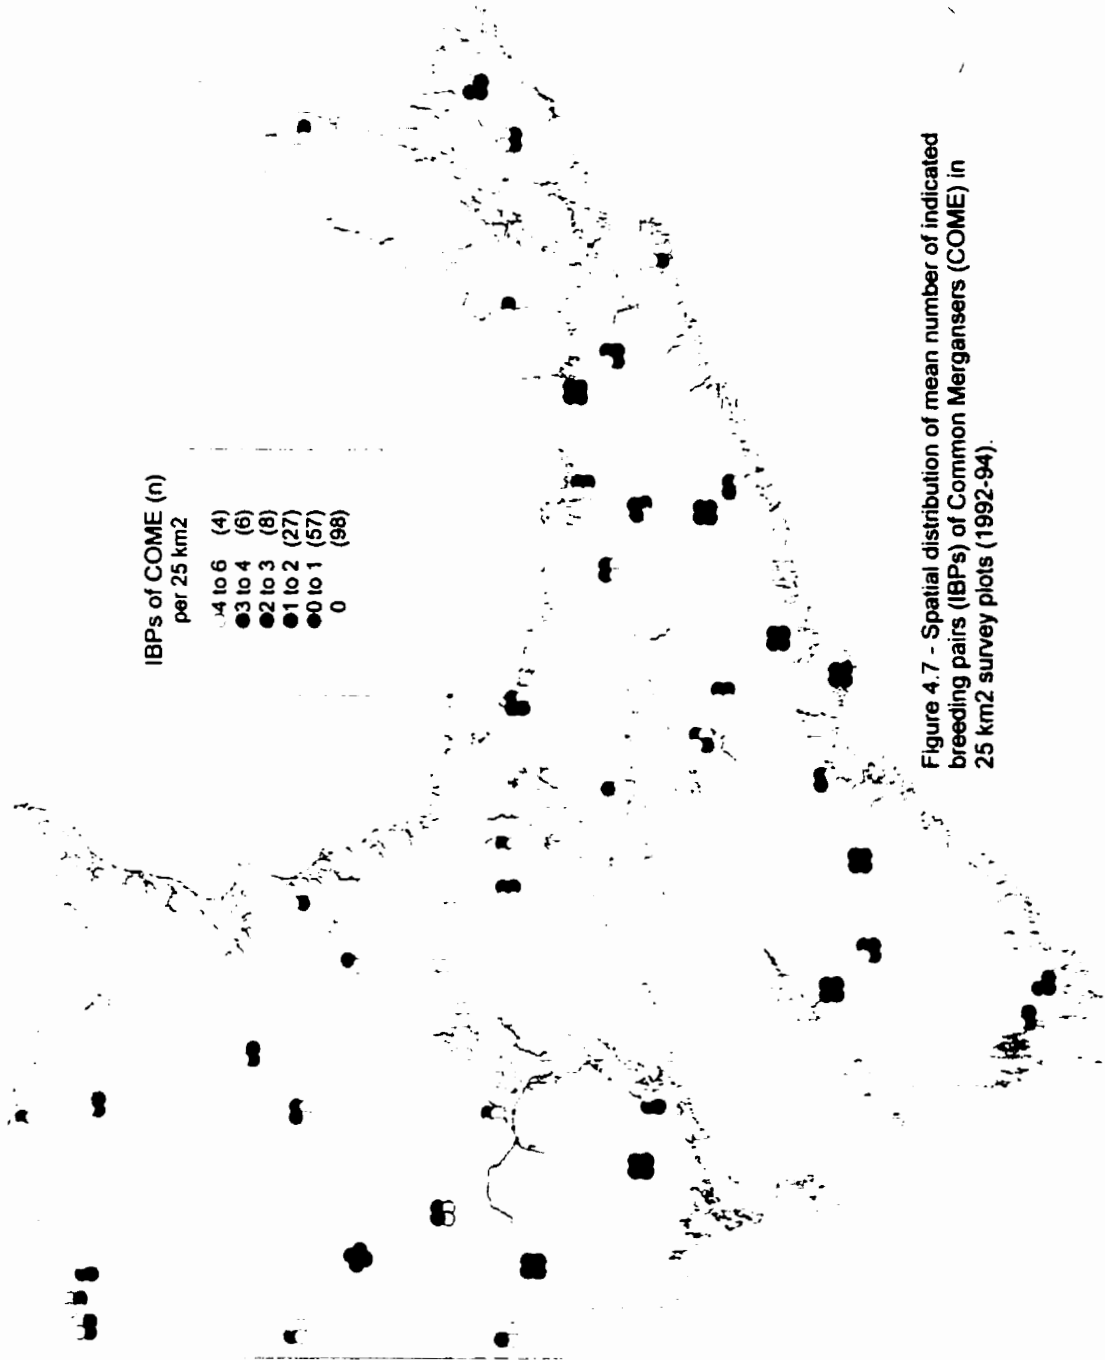 IBPs of COME (n)
per 25 km2
4 to 6 (4)
3 to 4 (6)
2 to 3 (8)
1 to 2 (27)
0 to 1 (57)
0 (98)
Figure 4.7 - Spatial distribution of mean number of indicated
breeding pairs (IBPs) of Common Mergansers (COME) in
25 km2 survey plots (1992-94).